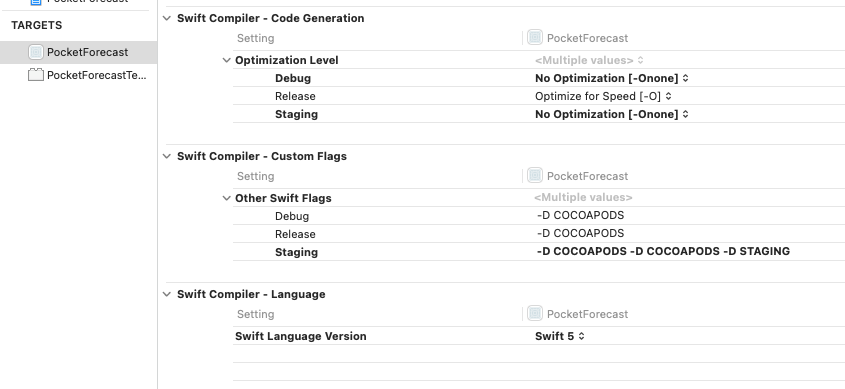 PocketForecast
TARGETS
PocketForecast
PocketForecastTe...
Swift Compiler - Code Generation
Setting PocketForecast
Optimization Level <Multiple values>
Debug No Optimization [-Onone]
Release Optimize for Speed [-O]
Staging No Optimization [-Onone]
Swift Compiler - Custom Flags
Setting PocketForecast
Other Swift Flags <Multiple values>
Debug -D COCOAPODS
Release -D COCOAPODS
Staging -D COCOAPODS -D COCOAPODS -D STAGING
Swift Compiler - Language
Setting PocketForecast
Swift Language Version Swift 5